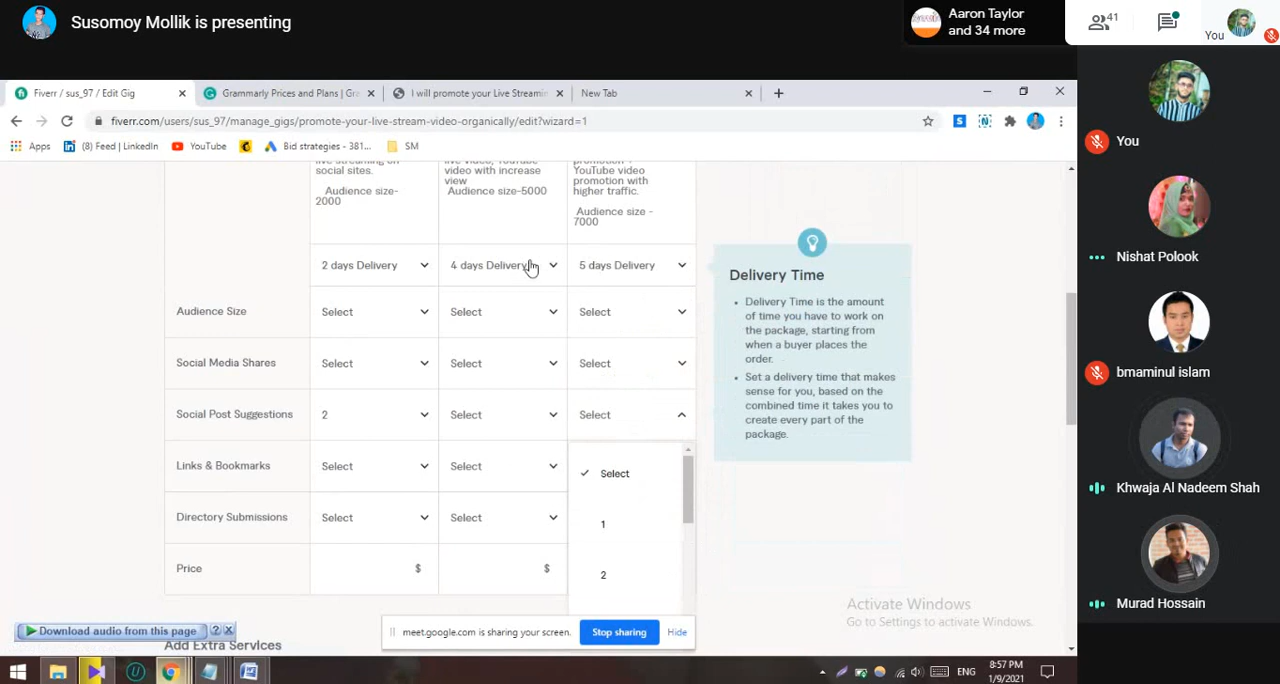 Susomoy Mollik is presenting
Aaron Taylor
and 34 more
41
You
Fiverr / sus_97 / Edit Gig
Grammarly Prices and Plans | Gra
I will promote your Live Streamin
New Tab
fiverr.com/users/sus_97/manage_gigs/promote-your-live-stream-video-organically/edit?wizard=1
Apps
(8) Feed | LinkedIn
YouTube
Bid strategies - 381...
SM
live streaming on
social sites.
Audience size-
2000
live video, YouTube
video with increase
view
Audience size-5000
promotion +
YouTube video
promotion with
higher traffic.
Audience size -
7000
2 days Delivery
4 days Delivery
5 days Delivery
Audience Size
Select
Select
Select
Social Media Shares
Select
Select
Select
Social Post Suggestions
2
Select
Select
Links & Bookmarks
Select
Select
Directory Submissions
Select
Select
Price
$
$
Select
1
2
Delivery Time
• Delivery Time is the amount
of time you have to work on
the package, starting from
when a buyer places the
order.
• Set a delivery time that makes
sense for you, based on the
combined time it takes you to
create every part of the
package.
Activate Windows
Go to Settings to activate Windows.
Download audio from this page
?
Add Extra Services
meet.google.com is sharing your screen.
Stop sharing
Hide
ENG
8:57 PM
1/9/2021
You
Nishat Polook
bmaminul islam
Khwaja Al Nadeem Shah
Murad Hossain